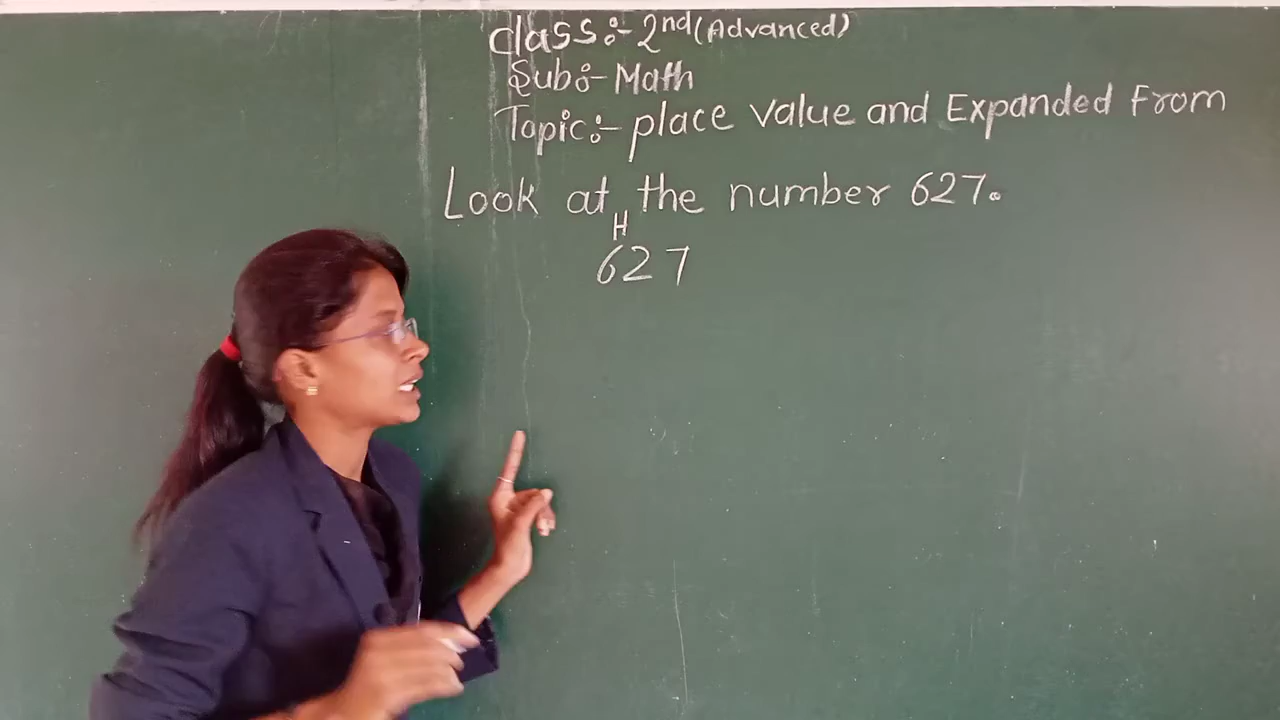 Class:- 2nd (Advanced)
Sub:- Math
Topic:- place value and Expanded From
Look at the number 627.
H
627